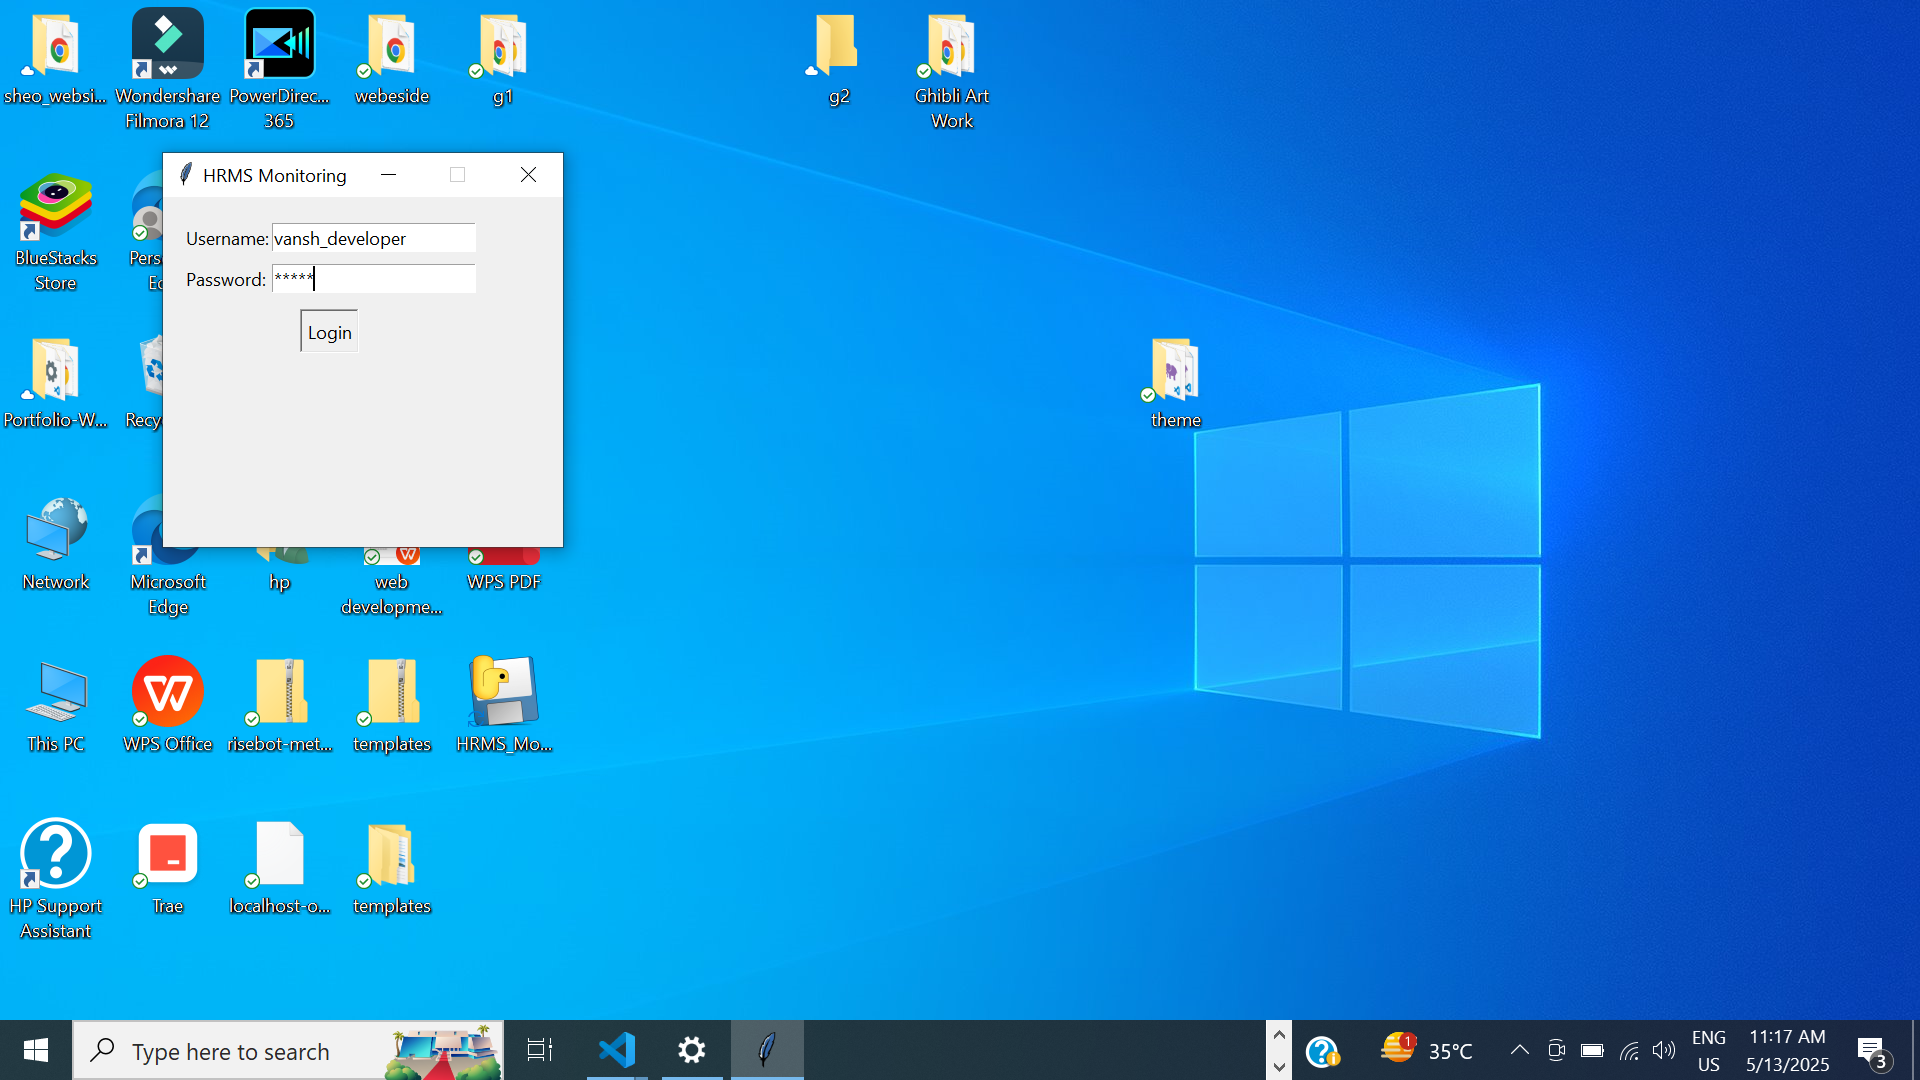 sheo_websi...
Wondershare
Filmora 12
PowerDirec...
365
webeside
g1
g2
Ghibli Art
Work
HRMS Monitoring
Username:
vansh_developer
Password:
*****
Login
BlueStacks
Store
Pers
Ed
Portfolio-W...
Recy
theme
Network
Microsoft
Edge
hp
web
developme...
WPS PDF
This PC
WPS Office
risebot-met...
templates
HRMS_Mo...
HP Support
Assistant
Trae
localhost-o...
templates
Type here to search
1
35°C
ENG
US
11:17 AM
5/13/2025
3